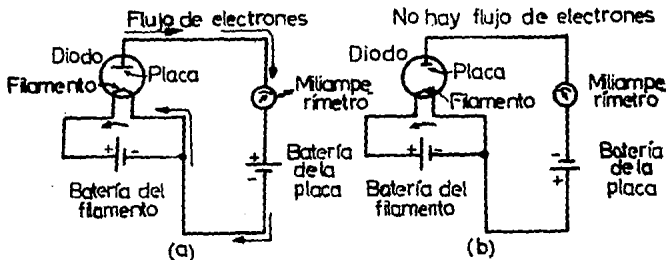 Flujo de electrones
Diodo
Placa
Filamento
Miliampe
rímetro
+ -
+
-
Batería
de la
placa
Batería del
filamento
(a)
No hay flujo de electrones
Diodo
Placa
Filamento
Miliampe
rímetro
+ -
-
+
Batería
de la
placa
Batería del
filamento
(b)